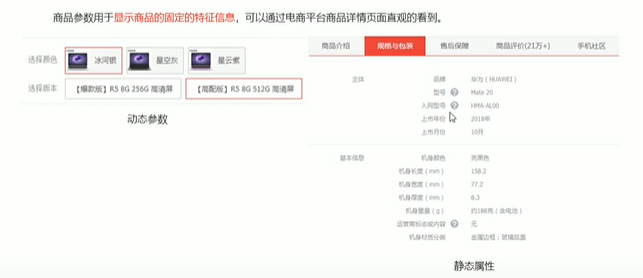 商品参数用于显示商品的固定的特征信息，可以通过电商平台商品详情页面直观的看到。
选择颜色 冰河银 星空灰 星云紫
选择版本 【爆款版】R5 8G 256G 高清屏 【高配版】R5 8G 512G 高清屏
动态参数
商品介绍 规格与包装 售后保障 商品评价(21万+) 手机社区
主体 品牌 华为（HUAWEI）
型号 Mate 20
入网型号 HMA-AL00
上市年份 2018年
上市月份 10月
基本信息 机身颜色 亮黑色
机身长度（mm） 158.2
机身宽度（mm） 77.2
机身厚度（mm） 8.3
机身重量（g） 约188克（含电池）
运营商标志或内容 无
机身材质分类 金属边框；玻璃后盖
静态属性